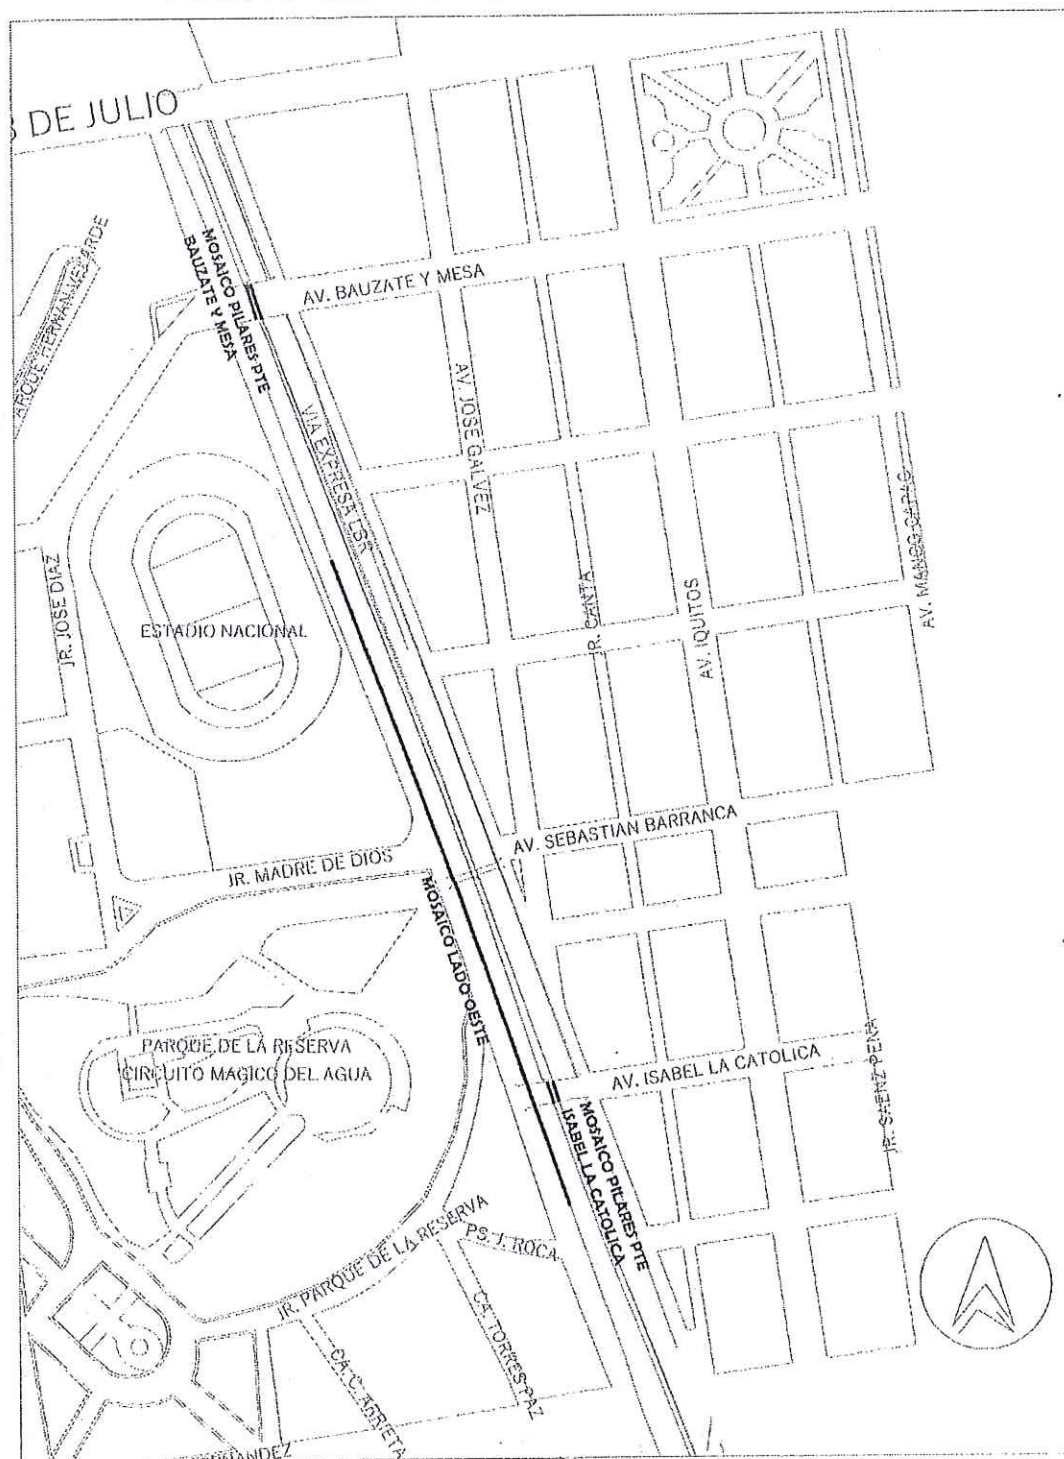 DE JULIO
MOSAICO PILARES PTE
BAUZATE Y MESA
AV. BAUZATE Y MESA
VIA EXPRESA LSR
AV. JOSE GALVEZ
JR. JOSE DIAZ
ESTADIO NACIONAL
JR. CANTA
AV. IQUITOS
AV. MANCO CAPAC
AV. SEBASTIAN BARRANCA
JR. MADRE DE DIOS
MOSAICO LADO OESTE
PARQUE DE LA RESERVA
CIRCUITO MAGICO DEL AGUA
AV. ISABEL LA CATOLICA
JR. SAENZ PEÑA
MOSAICO PILARES PTE
ISABEL LA CATOLICA
JR. PARQUE DE LA RESERVA
PS. J. ROCA
CA. TORRES PAZ
CA. C. ARRIETA